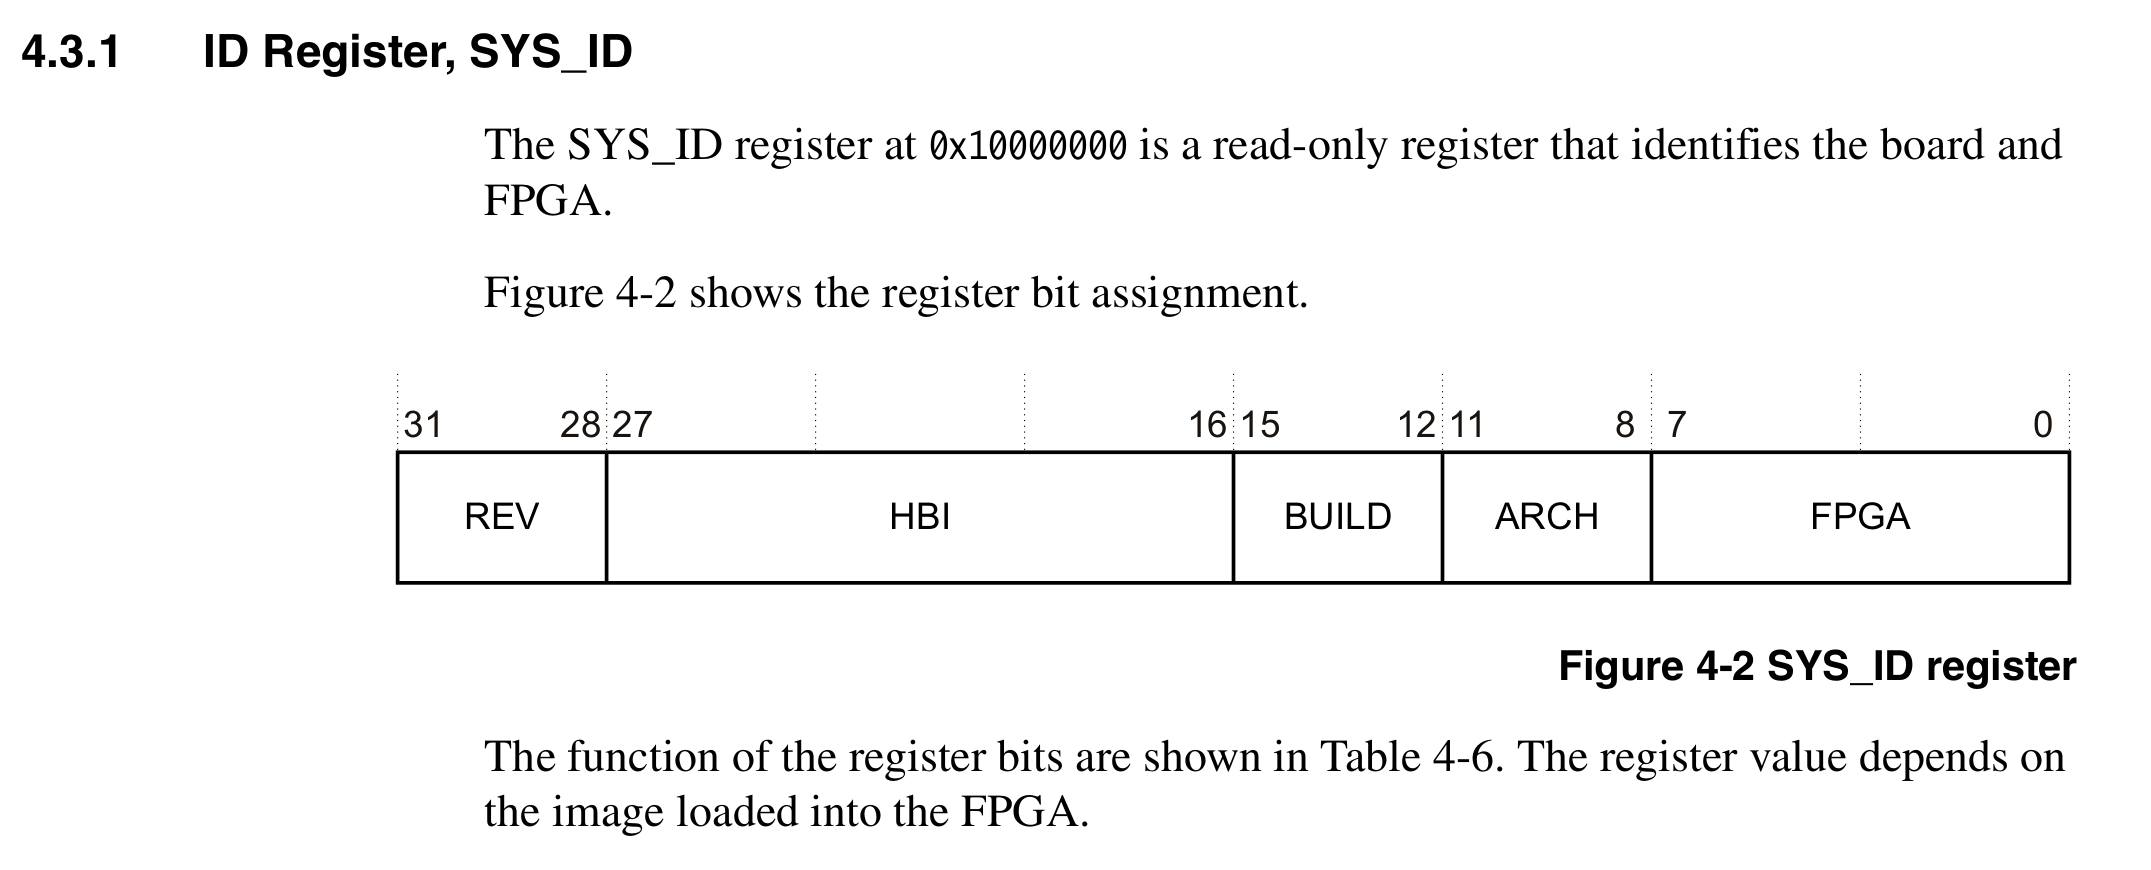 4.3.1 ID Register, SYS_ID
The SYS_ID register at 0x10000000 is a read-only register that identifies the board and
FPGA.
Figure 4-2 shows the register bit assignment.
31 28 27 16 15 12 11 8 7 0
REV HBI BUILD ARCH FPGA
Figure 4-2 SYS_ID register
The function of the register bits are shown in Table 4-6. The register value depends on
the image loaded into the FPGA.